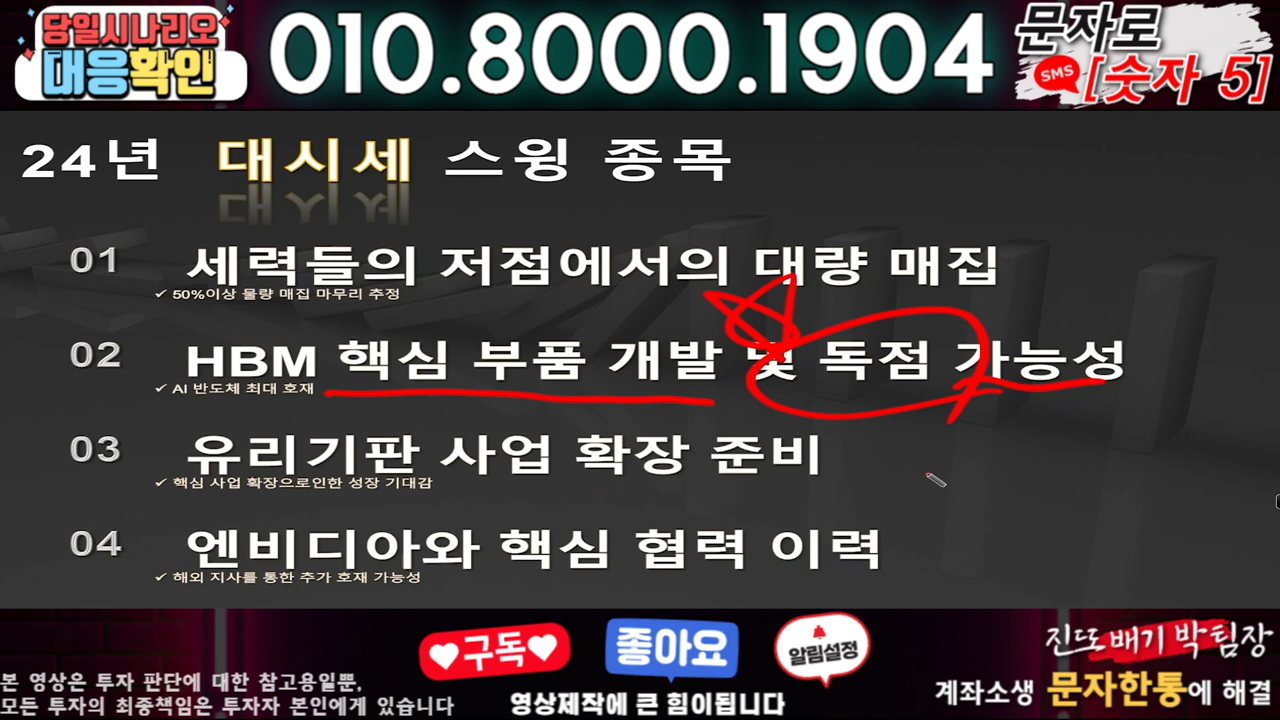 당일시나리오
대응확인
010.8000.1904
문자로
SMS [숫자 5]
24년 대시세 스윙 종목
01 세력들의 저점에서의 대량 매집
✓ 50%이상 물량 매집 마무리 추정
02 HBM 핵심 부품 개발 및 독점 가능성
✓ AI 반도체 최대 호재
03 유리기판 사업 확장 준비
✓ 핵심 사업 확장으로인한 성장 기대감
04 엔비디아와 핵심 협력 이력
✓ 해외 지사를 통한 추가 호재 가능성
구독
좋아요
알림설정
영상제작에 큰 힘이됩니다
본 영상은 투자 판단에 대한 참고용일뿐,
모든 투자의 최종책임은 투자자 본인에게 있습니다
진또배기 박팀장
계좌소생 문자한통에 해결